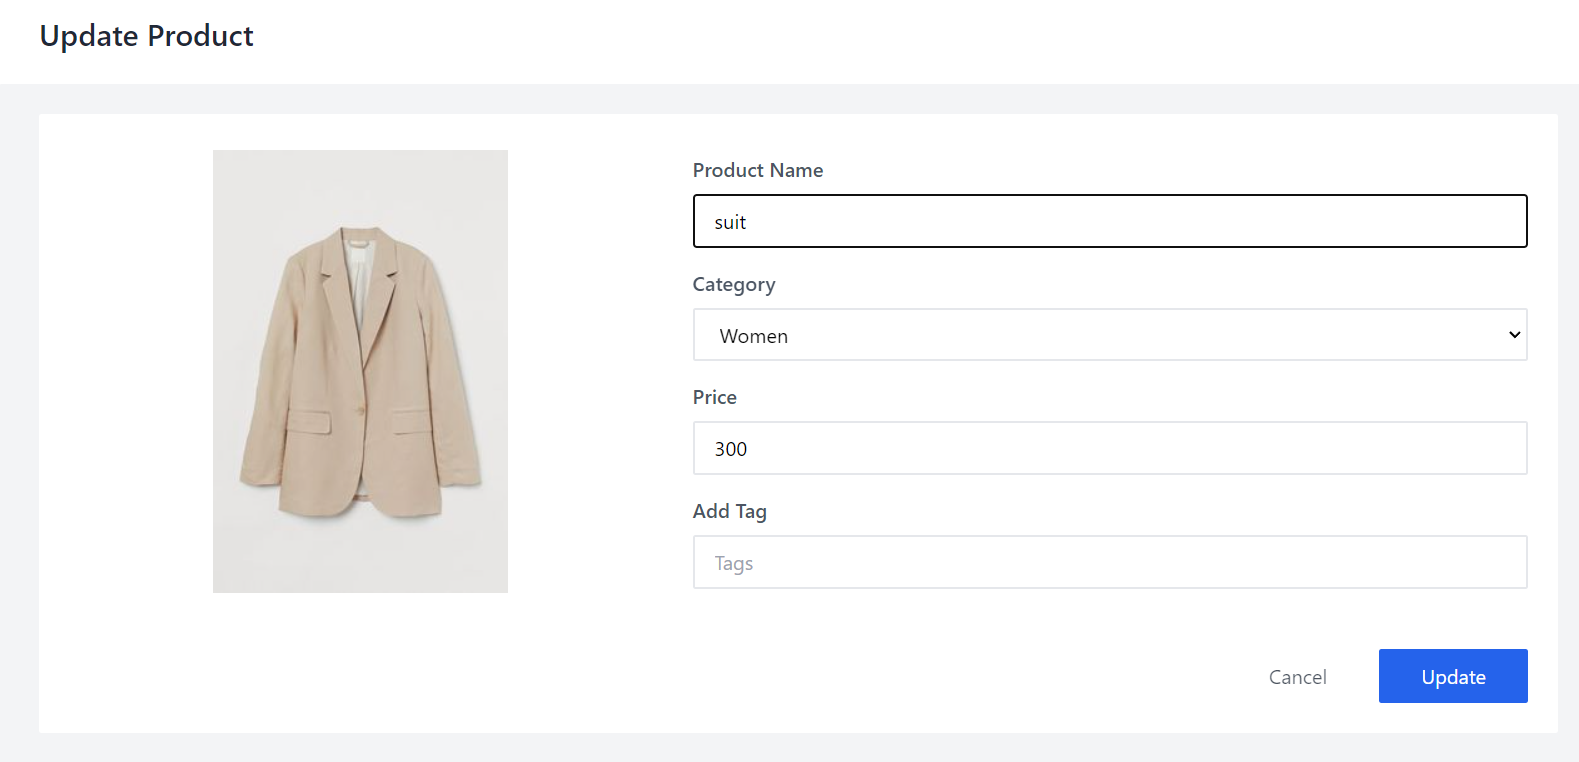 Update Product
Product Name
suit
Category
Women
Price
300
Add Tag
Tags
Cancel
Update